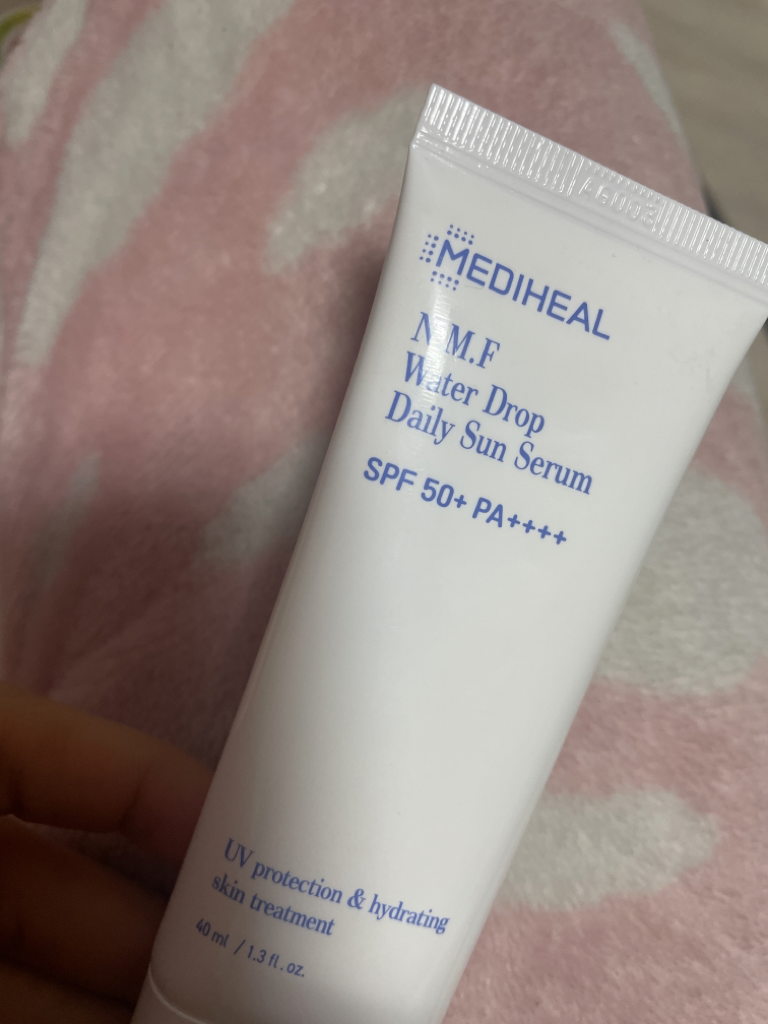 MEDIHEAL
N.M.F
Water Drop
Daily Sun Serum
SPF 50+ PA++++
UV protection & hydrating
skin treatment
40 ml / 1.3 fl. oz.